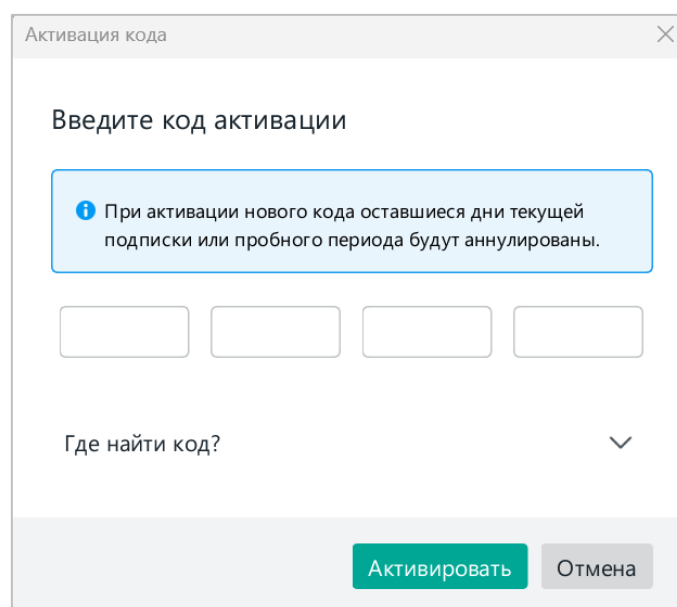 Активация кода
Введите код активации
При активации нового кода оставшиеся дни текущей
подписки или пробного периода будут аннулированы.
Где найти код?
Активировать Отмена